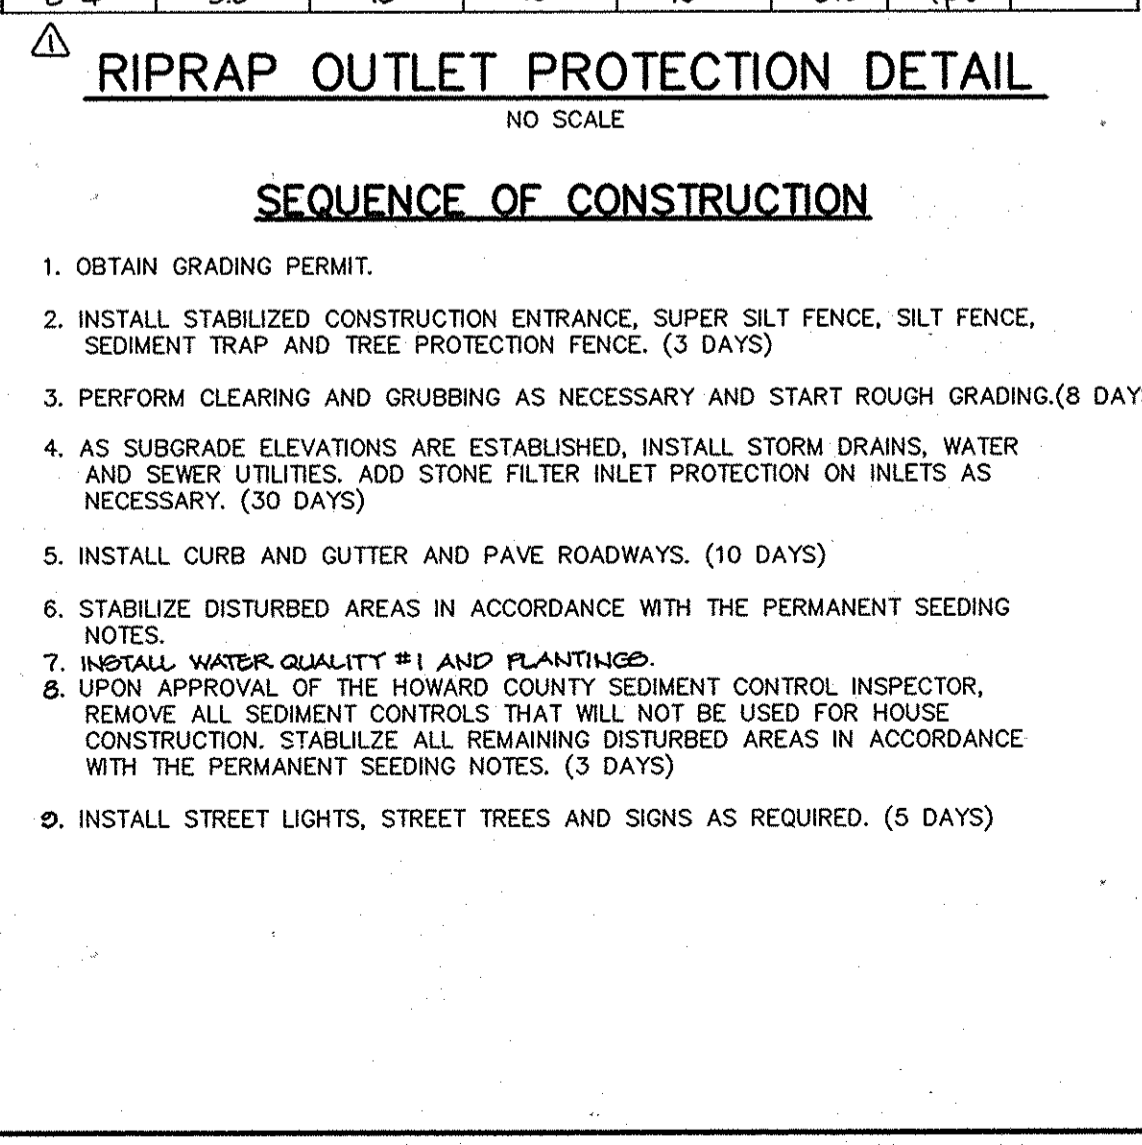 1
RIPRAP OUTLET PROTECTION DETAIL
NO SCALE
SEQUENCE OF CONSTRUCTION
1. OBTAIN GRADING PERMIT.
2. INSTALL STABILIZED CONSTRUCTION ENTRANCE, SUPER SILT FENCE, SILT FENCE,
SEDIMENT TRAP AND TREE PROTECTION FENCE. (3 DAYS)
3. PERFORM CLEARING AND GRUBBING AS NECESSARY AND START ROUGH GRADING.(8 DAY
4. AS SUBGRADE ELEVATIONS ARE ESTABLISHED, INSTALL STORM DRAINS, WATER
AND SEWER UTILITIES. ADD STONE FILTER INLET PROTECTION ON INLETS AS
NECESSARY. (30 DAYS)
5. INSTALL CURB AND GUTTER AND PAVE ROADWAYS. (10 DAYS)
6. STABILIZE DISTURBED AREAS IN ACCORDANCE WITH THE PERMANENT SEEDING
NOTES.
7. INSTALL WATER QUALITY #1 AND PLANTINGS.
8. UPON APPROVAL OF THE HOWARD COUNTY SEDIMENT CONTROL INSPECTOR,
REMOVE ALL SEDIMENT CONTROLS THAT WILL NOT BE USED FOR HOUSE
CONSTRUCTION. STABLILZE ALL REMAINING DISTURBED AREAS IN ACCORDANCE
WITH THE PERMANENT SEEDING NOTES. (3 DAYS)
9. INSTALL STREET LIGHTS, STREET TREES AND SIGNS AS REQUIRED. (5 DAYS)